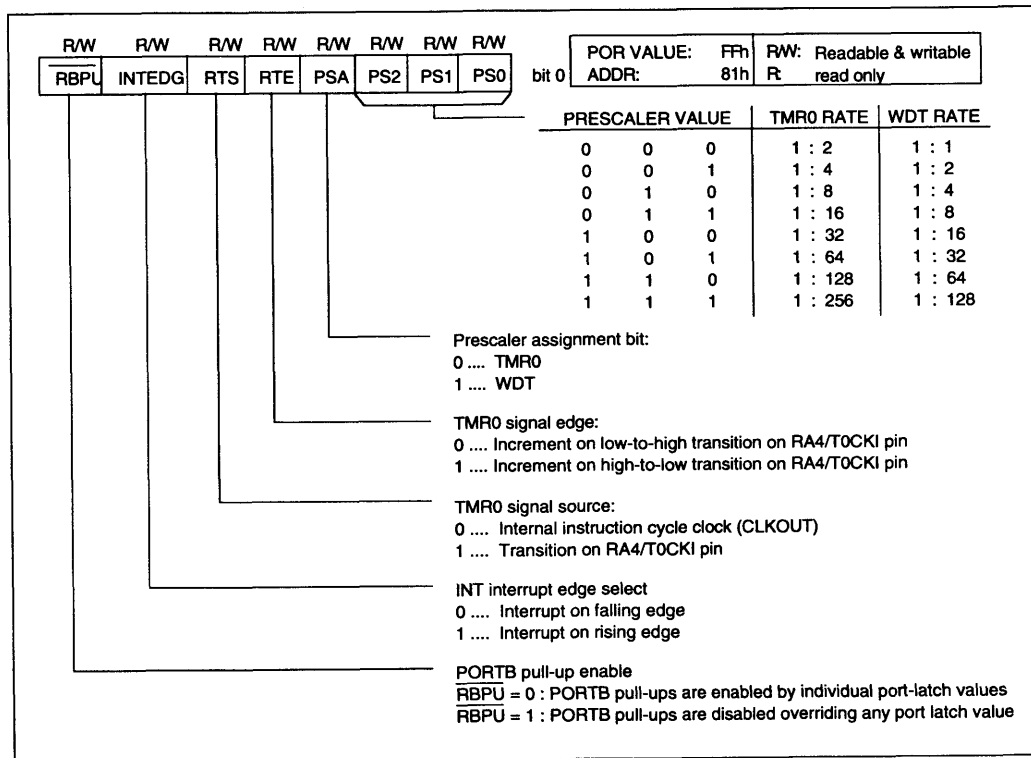 R/W R/W R/W R/W R/W R/W R/W R/W
RBPU INTEDG RTS RTE PSA PS2 PS1 PS0 bit 0
POR VALUE: FFh R/W: Readable & writable
ADDR: 81h R: read only
PRESCALER VALUE TMR0 RATE WDT RATE
0 0 0 1 : 2 1 : 1
0 0 1 1 : 4 1 : 2
0 1 0 1 : 8 1 : 4
0 1 1 1 : 16 1 : 8
1 0 0 1 : 32 1 : 16
1 0 1 1 : 64 1 : 32
1 1 0 1 : 128 1 : 64
1 1 1 1 : 256 1 : 128
Prescaler assignment bit:
0 .... TMR0
1 .... WDT
TMR0 signal edge:
0 .... Increment on low-to-high transition on RA4/T0CKI pin
1 .... Increment on high-to-low transition on RA4/T0CKI pin
TMR0 signal source:
0 .... Internal instruction cycle clock (CLKOUT)
1 .... Transition on RA4/T0CKI pin
INT interrupt edge select
0 .... Interrupt on falling edge
1 .... Interrupt on rising edge
PORTB pull-up enable
RBPU = 0 : PORTB pull-ups are enabled by individual port-latch values
RBPU = 1 : PORTB pull-ups are disabled overriding any port latch value